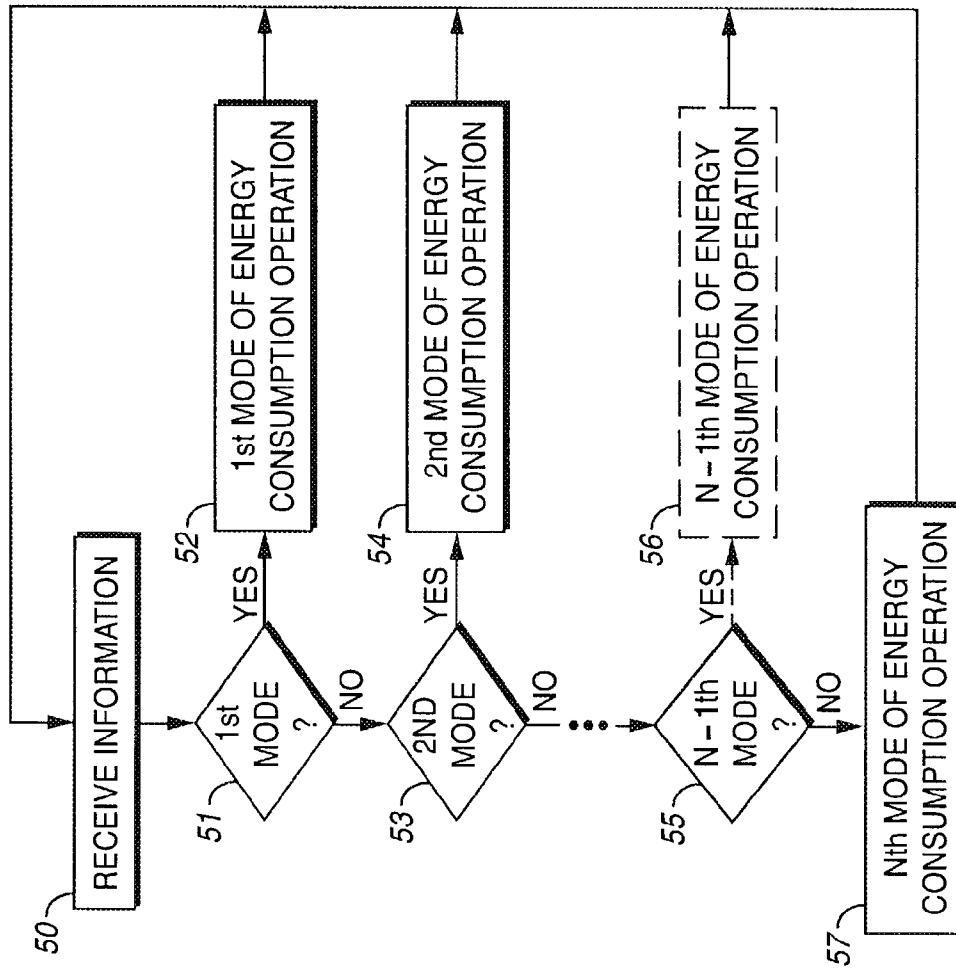 50
RECEIVE INFORMATION
51
1st
MODE
?
YES
NO
52
1st MODE OF ENERGY
CONSUMPTION OPERATION
53
2ND
MODE
?
YES
NO
54
2nd MODE OF ENERGY
CONSUMPTION OPERATION
55
N–1th
MODE
?
YES
NO
56
N–1th MODE OF ENERGY
CONSUMPTION OPERATION
57
Nth MODE OF ENERGY
CONSUMPTION OPERATION